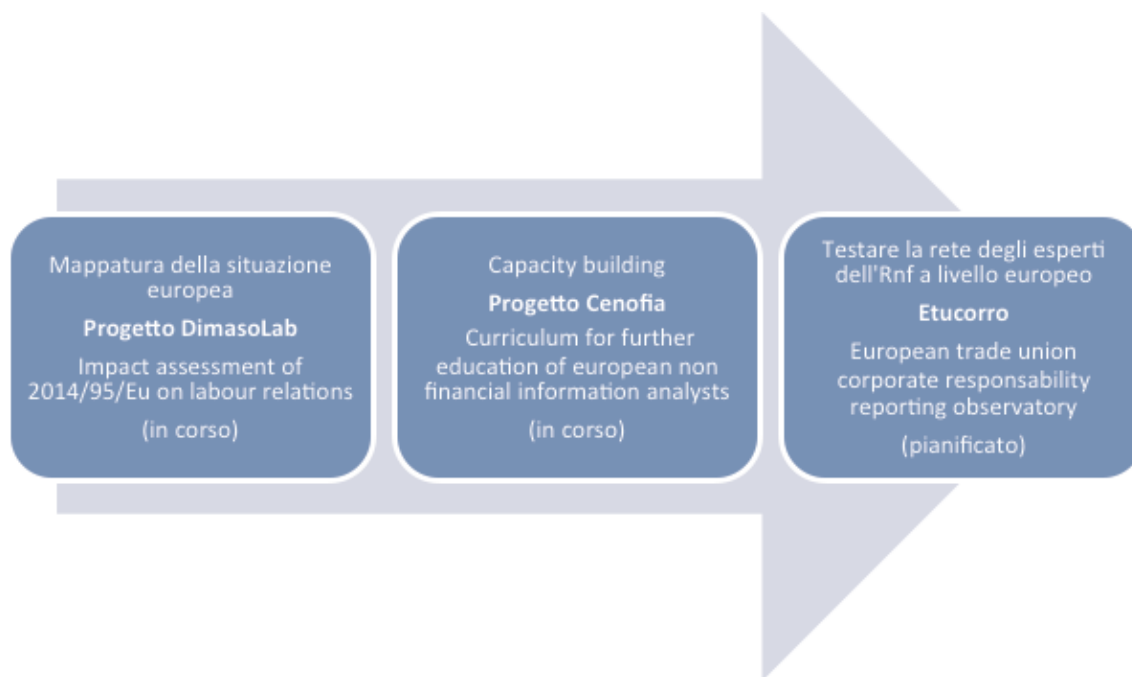 Mappatura della situazione
europea
Progetto DimasoLab
Impact assessment of
2014/95/Eu on labour relations
(in corso)
Capacity building
Progetto Cenofia
Curriculum for further
education of european non
financial information analysts
(in corso)
Testare la rete degli esperti
dell'Rnf a livello europeo
Etucorro
European trade union
corporate responsability
reporting observatory
(pianificato)